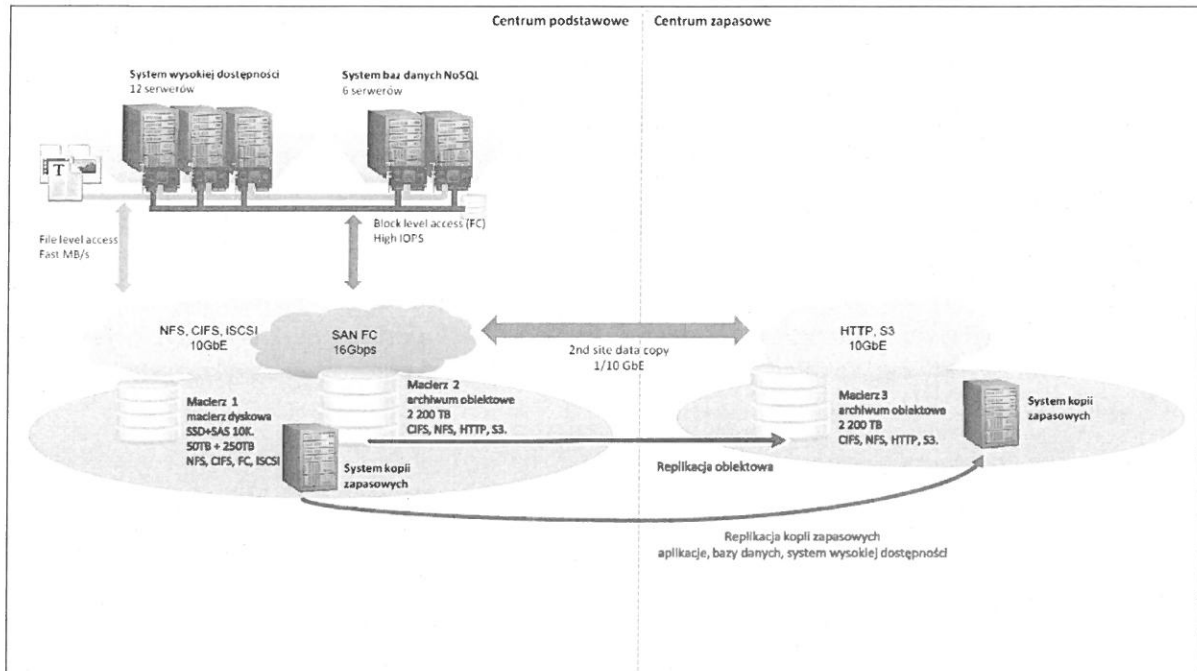 Centrum podstawowe
Centrum zapasowe
System wysokiej dostępności
12 serwerów
System baz danych NoSQL
6 serwerów
T
File level access
Fast MB/s
Block level access (FC)
High IOPS
NFS, CIFS, ISCSI
10GbE
SAN FC
16Gbps
2nd site data copy
1/10 GbE
HTTP, S3
10GbE
Macierz 1
macierz dyskowa
SSD+SAS 10K.
50TB + 250TB
NFS, CIFS, FC, ISCSI
Macierz 2
archiwum obiektowe
2 200 TB
CIFS, NFS, HTTP, S3.
System kopii
zapasowych
Macierz 3
archiwum obiektowe
2 200 TB
CIFS, NFS, HTTP, S3.
System kopii
zapasowych
Replikacja obiektowa
Replikacja kopii zapasowych
aplikacje, bazy danych, system wysokiej dostępności